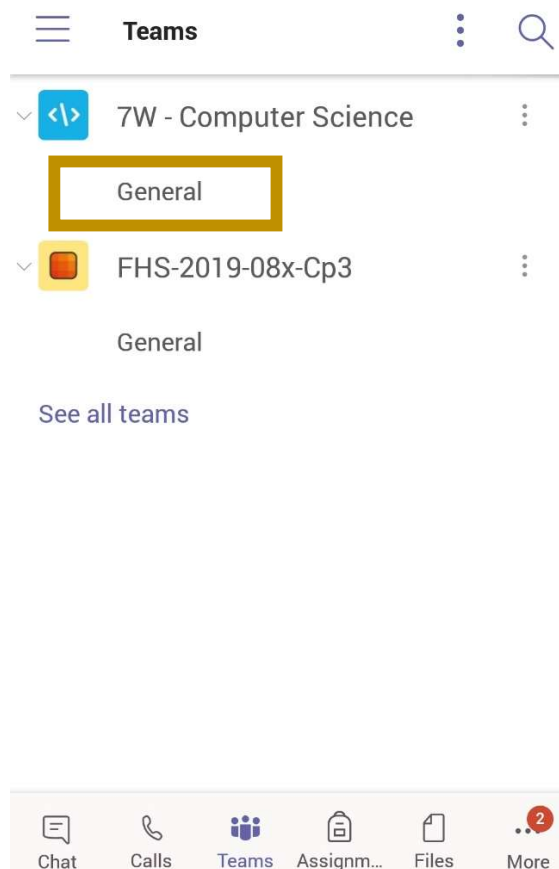 Teams
7W - Computer Science
General
FHS-2019-08x-Cp3
General
See all teams
2
Chat Calls Teams Assignm... Files More